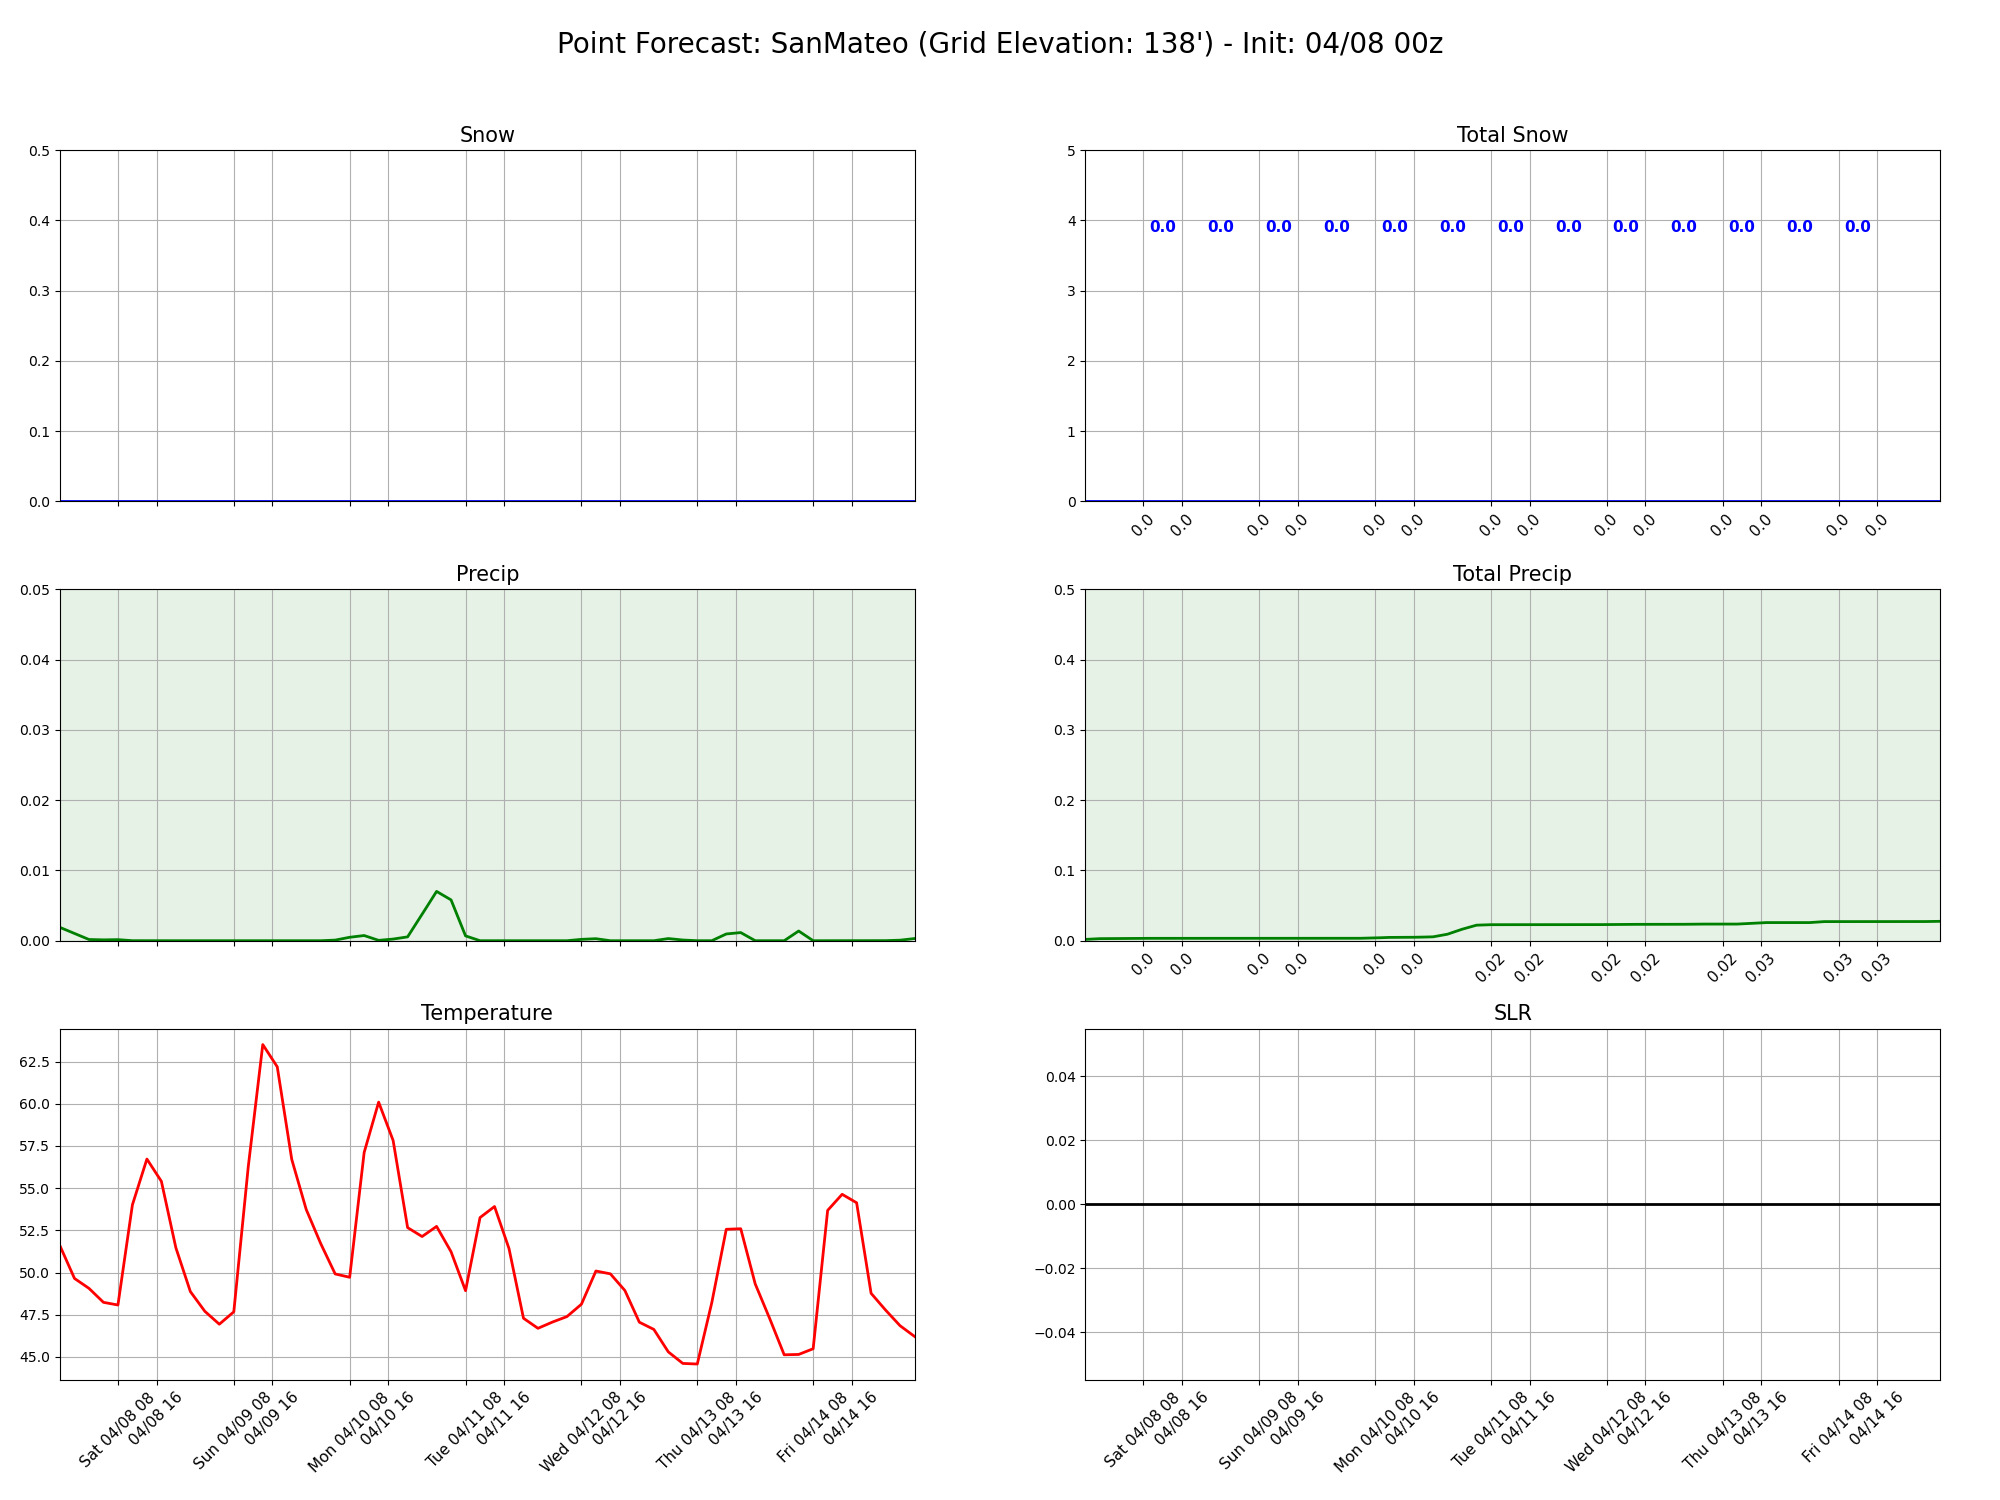 Point Forecast: SanMateo (Grid Elevation: 138') - Init: 04/08 00z
Snow
0.5
0.4
0.3
0.2
0.1
0.0
Total Snow
5
4
3
2
1
0
0.0 0.0 0.0 0.0 0.0 0.0 0.0 0.0 0.0 0.0 0.0 0.0 0.0
0.0 0.0 0.0 0.0 0.0 0.0 0.0 0.0 0.0 0.0 0.0 0.0 0.0 0.0
Precip
0.05
0.04
0.03
0.02
0.01
0.00
Total Precip
0.5
0.4
0.3
0.2
0.1
0.0
0.0 0.0 0.0 0.0 0.0 0.0 0.02 0.02 0.02 0.02 0.02 0.03 0.03 0.03
Temperature
62.5
60.0
57.5
55.0
52.5
50.0
47.5
45.0
Sat 04/08 08
04/08 16
Sun 04/09 08
04/09 16
Mon 04/10 08
04/10 16
Tue 04/11 08
04/11 16
Wed 04/12 08
04/12 16
Thu 04/13 08
04/13 16
Fri 04/14 08
04/14 16
SLR
0.04
0.02
0.00
−0.02
−0.04
Sat 04/08 08
04/08 16
Sun 04/09 08
04/09 16
Mon 04/10 08
04/10 16
Tue 04/11 08
04/11 16
Wed 04/12 08
04/12 16
Thu 04/13 08
04/13 16
Fri 04/14 08
04/14 16